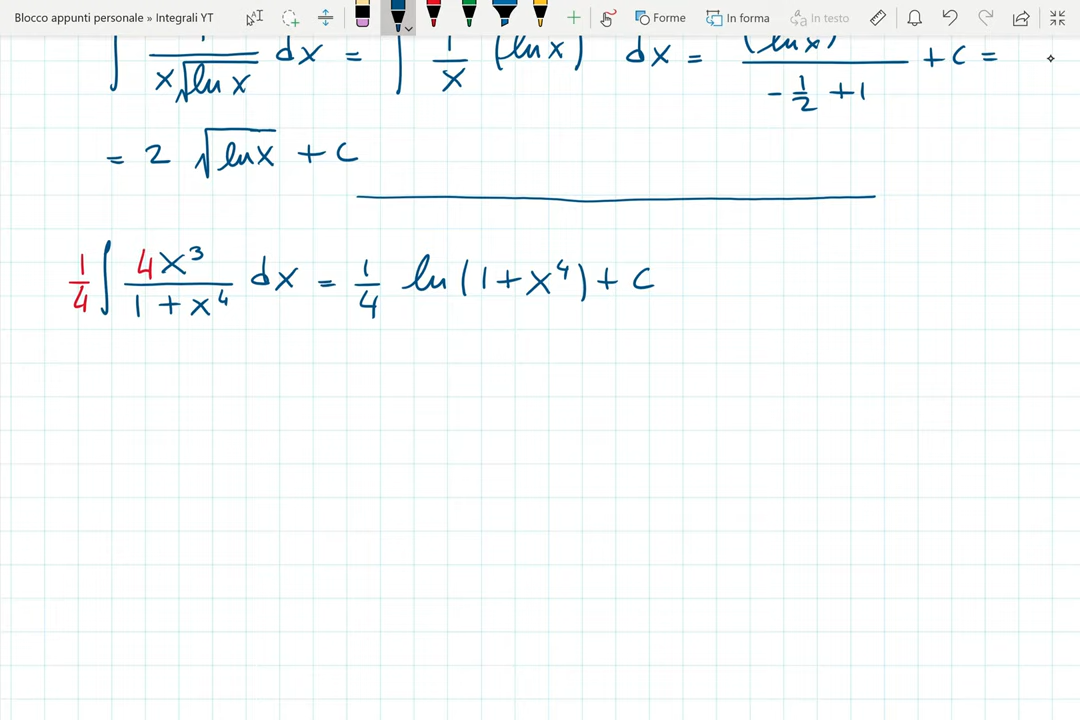 Blocco appunti personale » Integrali YT Forme In forma In testo
∫ 1/(x√(ln x)) dx = ∫ 1/x (ln x) dx = (ln x)/(-1/2 + 1) + c =
= 2 √(ln x) + c
1/4 ∫ 4x³/(1 + x⁴) dx = 1/4 ln(1 + x⁴) + c